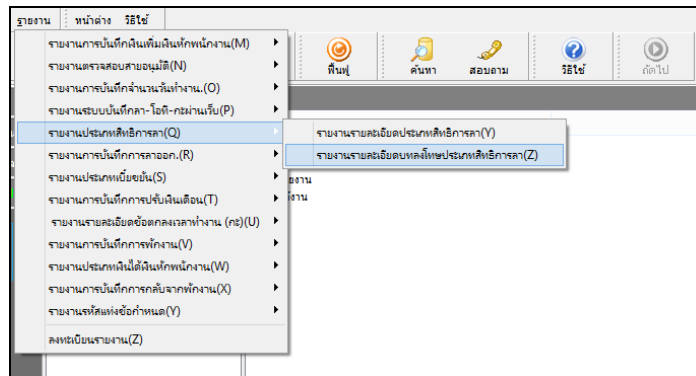 รายงาน หน้าต่าง วิธีใช้
รายงานการบันทึกเงินเพิ่มเงินหักพนักงาน(M)
รายงานตรวจสอบสายอนุมัติ(N)
รายงานการบันทึกจำนวนวันทำงาน.(O)
รายงานระบบบันทึกลา-โอที-กะผ่านเว็บ(P)
รายงานประเภทสิทธิการลา(Q)
รายงานการบันทึกการลาออก.(R)
รายงานประเภทเบี้ยขยัน(S)
รายงานการบันทึกการปรับเงินเดือน(T)
รายงานรายละเอียดข้อตกลงเวลาทำงาน (กะ)(U)
รายงานการบันทึกการพักงาน(V)
รายงานประเภทเงินได้เงินหักพนักงาน(W)
รายงานการบันทึกการกลับจากพักงาน(X)
รายงานรหัสแห่งข้อกำหนด(Y)
ลงทะเบียนรายงาน(Z)
ฟื้นฟู ค้นหา สอบถาม วิธีใช้ ถัดไป
รายงานรายละเอียดประเภทสิทธิการลา(Y)
รายงานรายละเอียดบทลงโทษประเภทสิทธิการลา(Z)